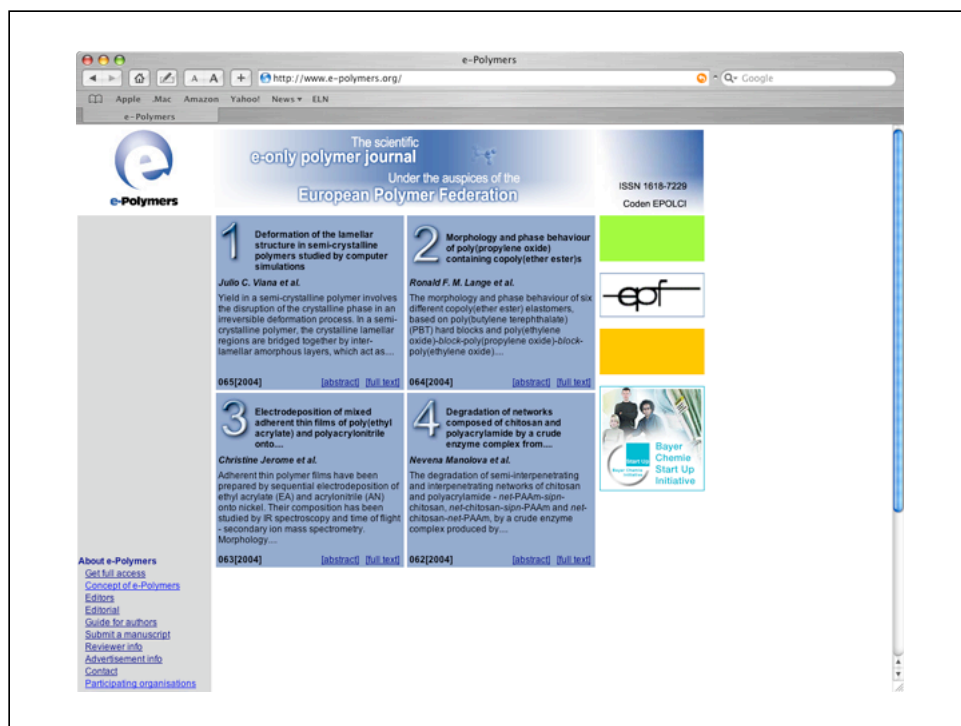 e-Polymers
A A + http://www.e-polymers.org/ Google
Apple .Mac Amazon Yahoo! News ELN
e-Polymers
e-Polymers
The scientific
e-only polymer journal
Under the auspices of the
European Polymer Federation
ISSN 1618-7229
Coden EPOLCI
1
Deformation of the lamellar
structure in semi-crystalline
polymers studied by computer
simulations
Julio C. Viana et al.
Yield in a semi-crystalline polymer involves
the disruption of the crystalline phase in an
irreversible deformation process. In a semi-
crystalline polymer, the crystalline lamellar
regions are bridged together by inter-
lamellar amorphous layers, which act as....
065[2004] [abstract] [full text]
2
Morphology and phase behaviour
of poly(propylene oxide)
containing copoly(ether ester)s
Ronald F. M. Lange et al.
The morphology and phase behaviour of six
different copoly(ether ester) elastomers,
based on poly(butylene terephthalate)
(PBT) hard blocks and poly(ethylene
oxide)-block-poly(propylene oxide)-block-
poly(ethylene oxide)....
064[2004] [abstract] [full text]
3
Electrodeposition of mixed
adherent thin films of poly(ethyl
acrylate) and polyacrylonitrile
onto....
Christine Jerome et al.
Adherent thin polymer films have been
prepared by sequential electrodeposition of
ethyl acrylate (EA) and acrylonitrile (AN)
onto nickel. Their composition has been
studied by IR spectroscopy and time of flight
- secondary ion mass spectrometry.
Morphology....
063[2004] [abstract] [full text]
4
Degradation of networks
composed of chitosan and
polyacrylamide by a crude
enzyme complex from....
Nevena Manolova et al.
The degradation of semi-interpenetrating
and interpenetrating networks of chitosan
and polyacrylamide - net-PAAm-sipn-
chitosan, net-chitosan-sipn-PAAm and net-
chitosan-net-PAAm, by a crude enzyme
complex produced by....
062[2004] [abstract] [full text]
epf
Start Up
Bayer Chemie
Initiative
Bayer
Chemie
Start Up
Initiative
About e-Polymers
Get full access
Concept of e-Polymers
Editors
Editorial
Guide for authors
Submit a manuscript
Reviewer info
Advertisement info
Contact
Participating organisations